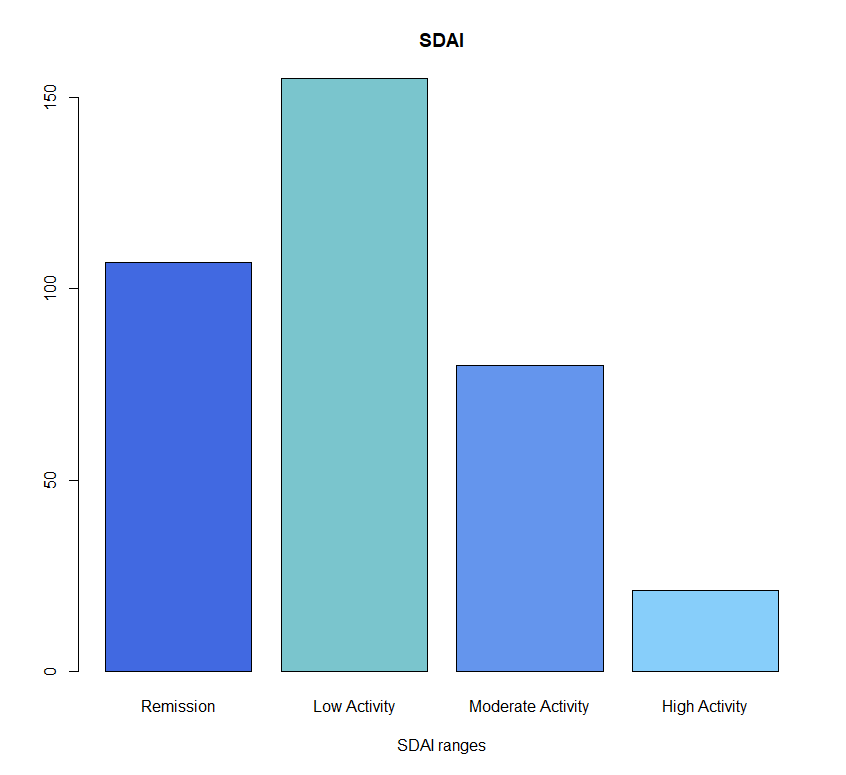 SDAI
150
100
50
0
Remission Low Activity Moderate Activity High Activity
SDAI ranges